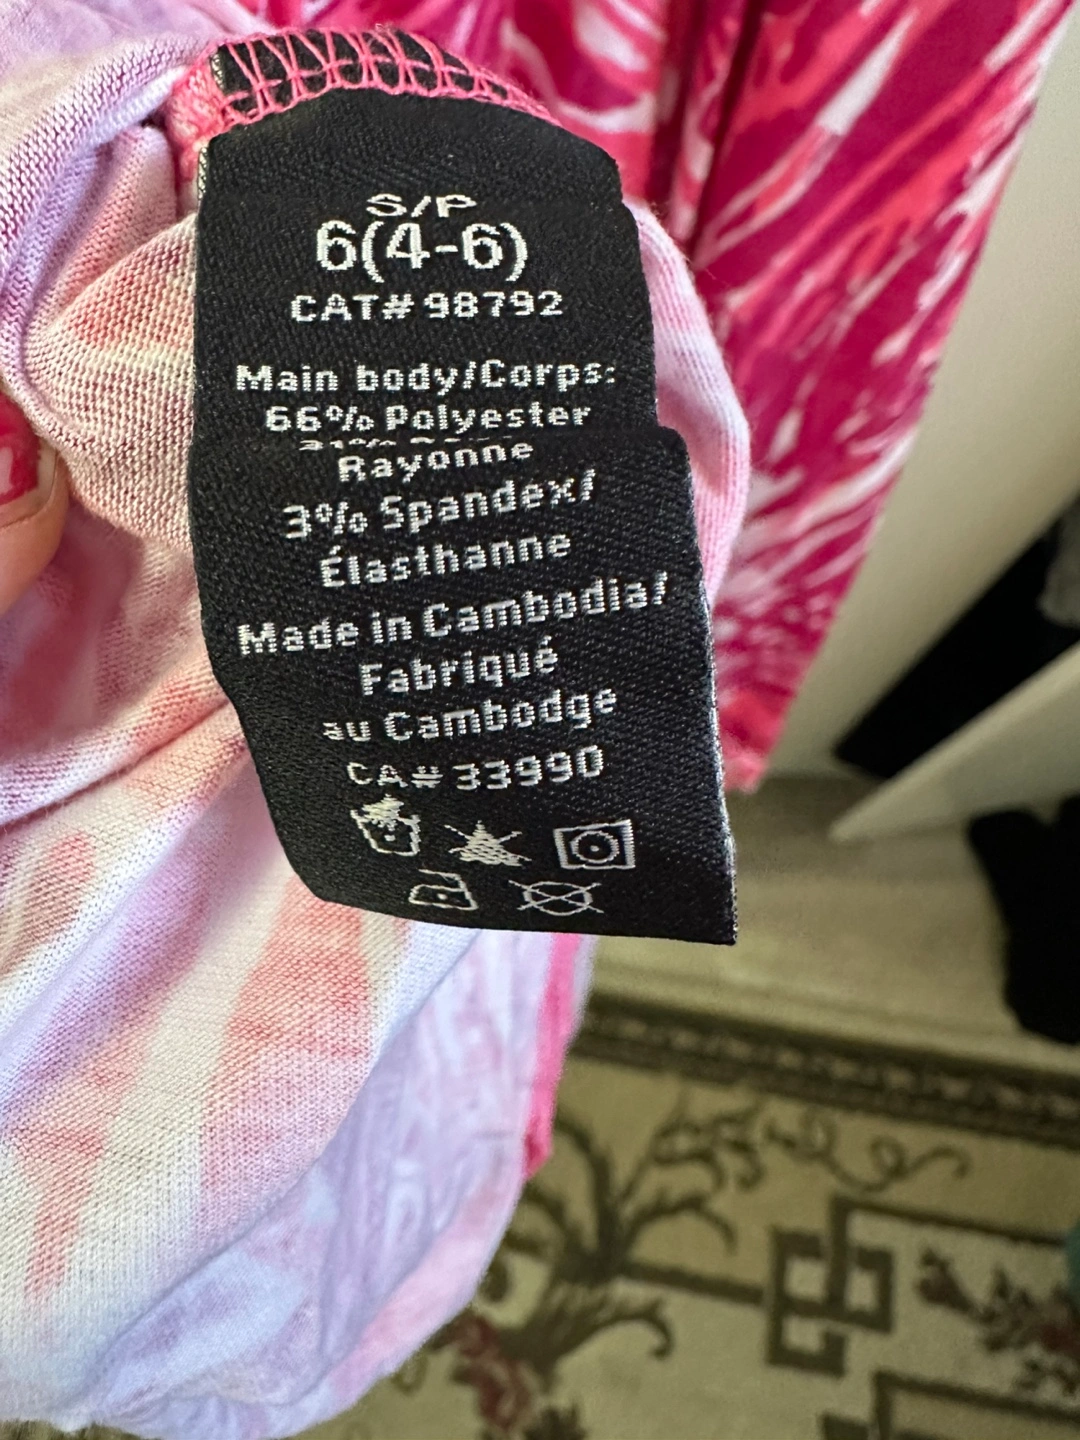 S/P
6(4-6)
CAT# 98792
Main body/Corps:
66% Polyester
Rayonne
3% Spandex/
Élasthanne
Made in Cambodia/
Fabriqué
au Cambodge
CA# 33990